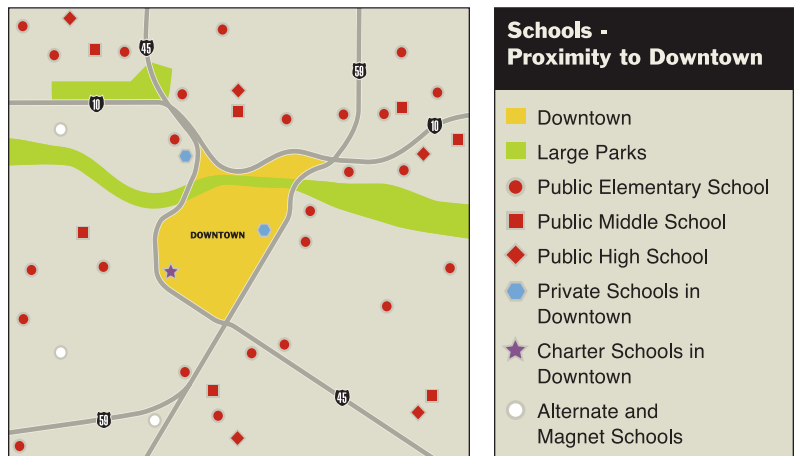 45
59
10
10
DOWNTOWN
45
59
Schools -
Proximity to Downtown
Downtown
Large Parks
Public Elementary School
Public Middle School
Public High School
Private Schools in
Downtown
Charter Schools in
Downtown
Alternate and
Magnet Schools